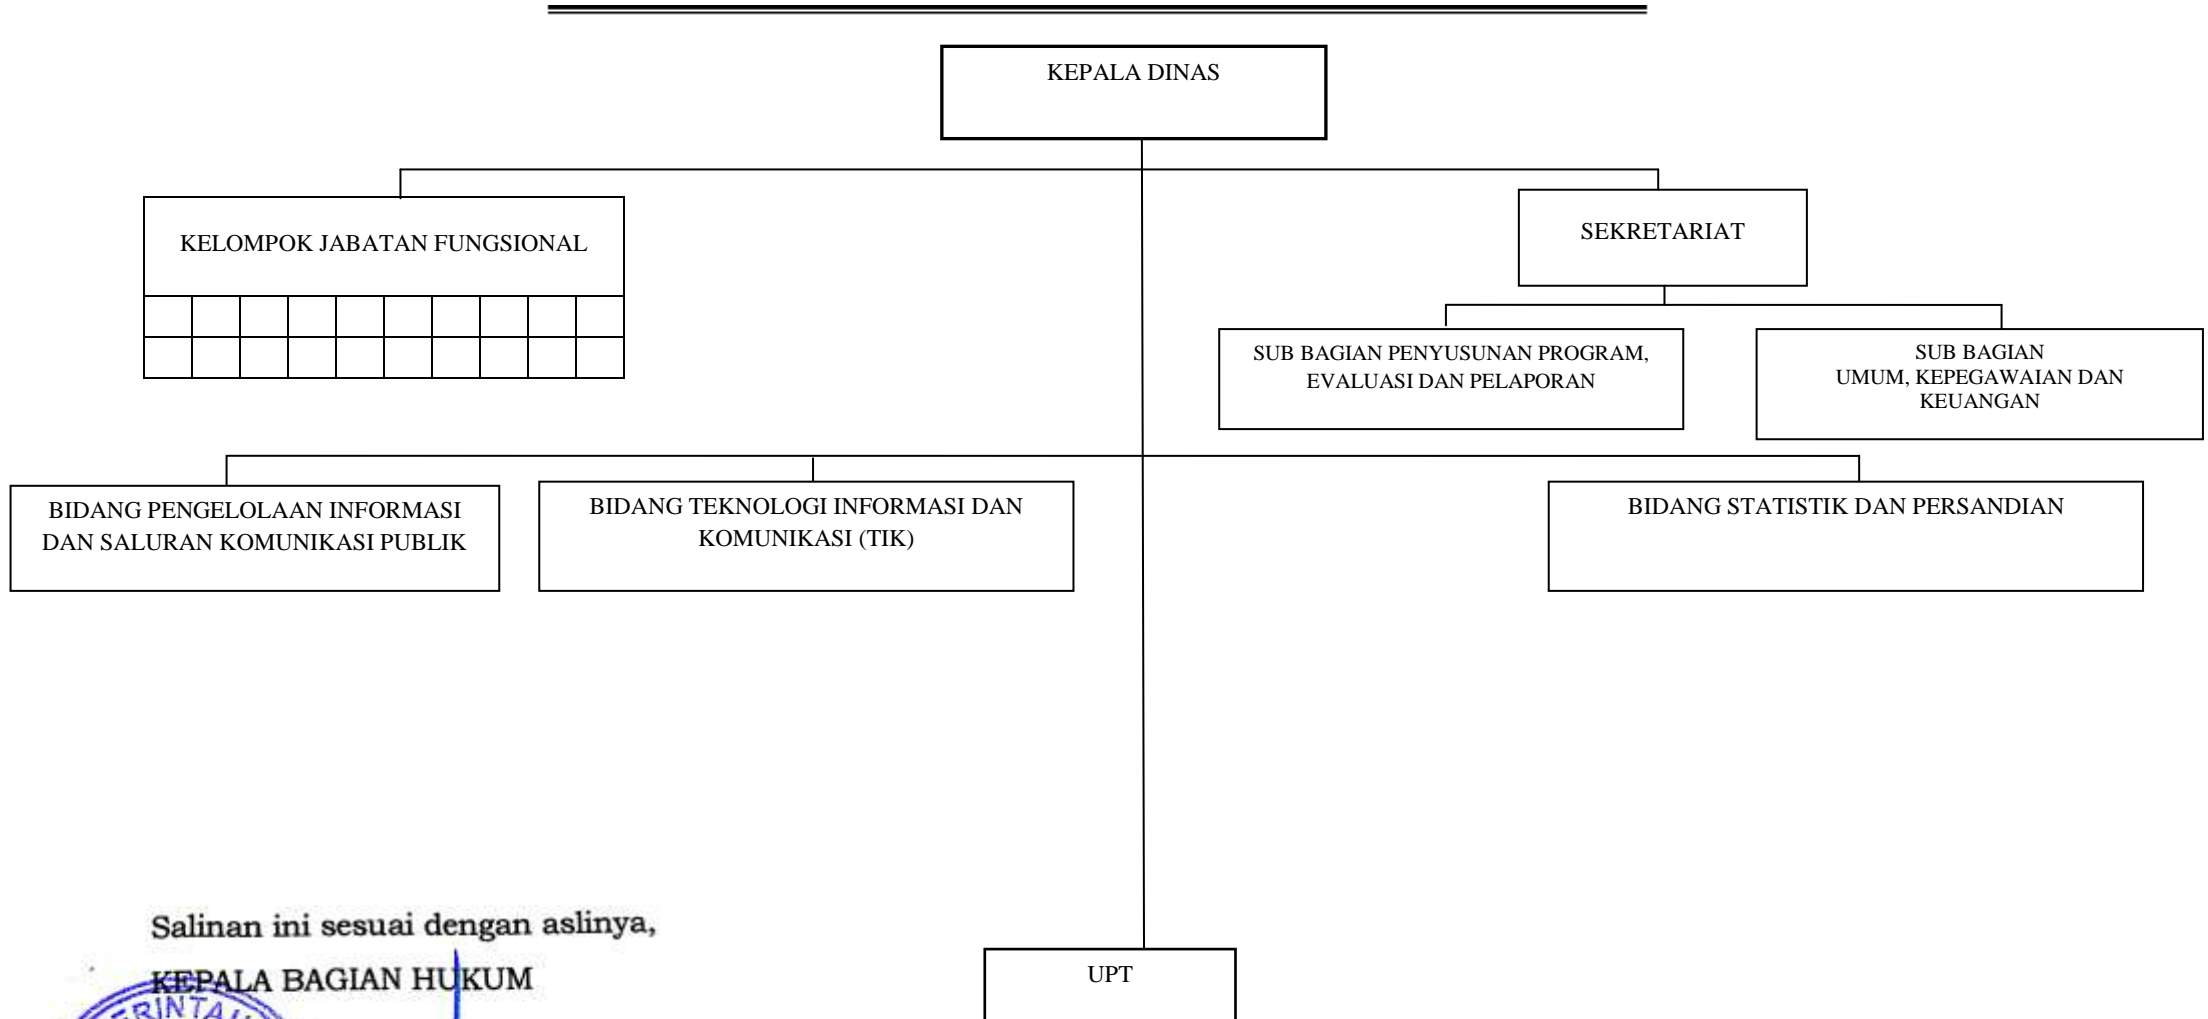 KEPALA DINAS
KELOMPOK JABATAN FUNGSIONAL
SEKRETARIAT
SUB BAGIAN PENYUSUNAN PROGRAM,
EVALUASI DAN PELAPORAN
SUB BAGIAN
UMUM, KEPEGAWAIAN DAN
KEUANGAN
BIDANG PENGELOLAAN INFORMASI
DAN SALURAN KOMUNIKASI PUBLIK
BIDANG TEKNOLOGI INFORMASI DAN
KOMUNIKASI (TIK)
BIDANG STATISTIK DAN PERSANDIAN
Salinan ini sesuai dengan aslinya,
KEPALA BAGIAN HUKUM
UPT